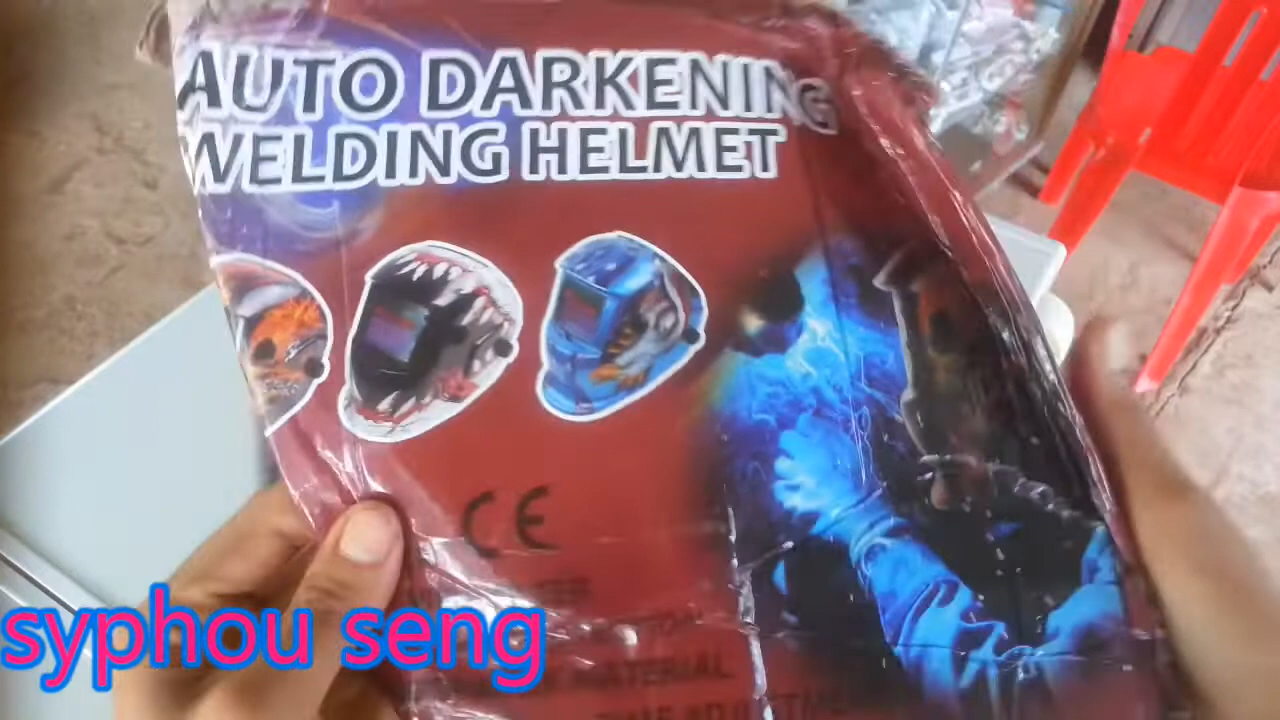 AUTO DARKENING
WELDING HELMET
CE
MATERIAL
syphou seng